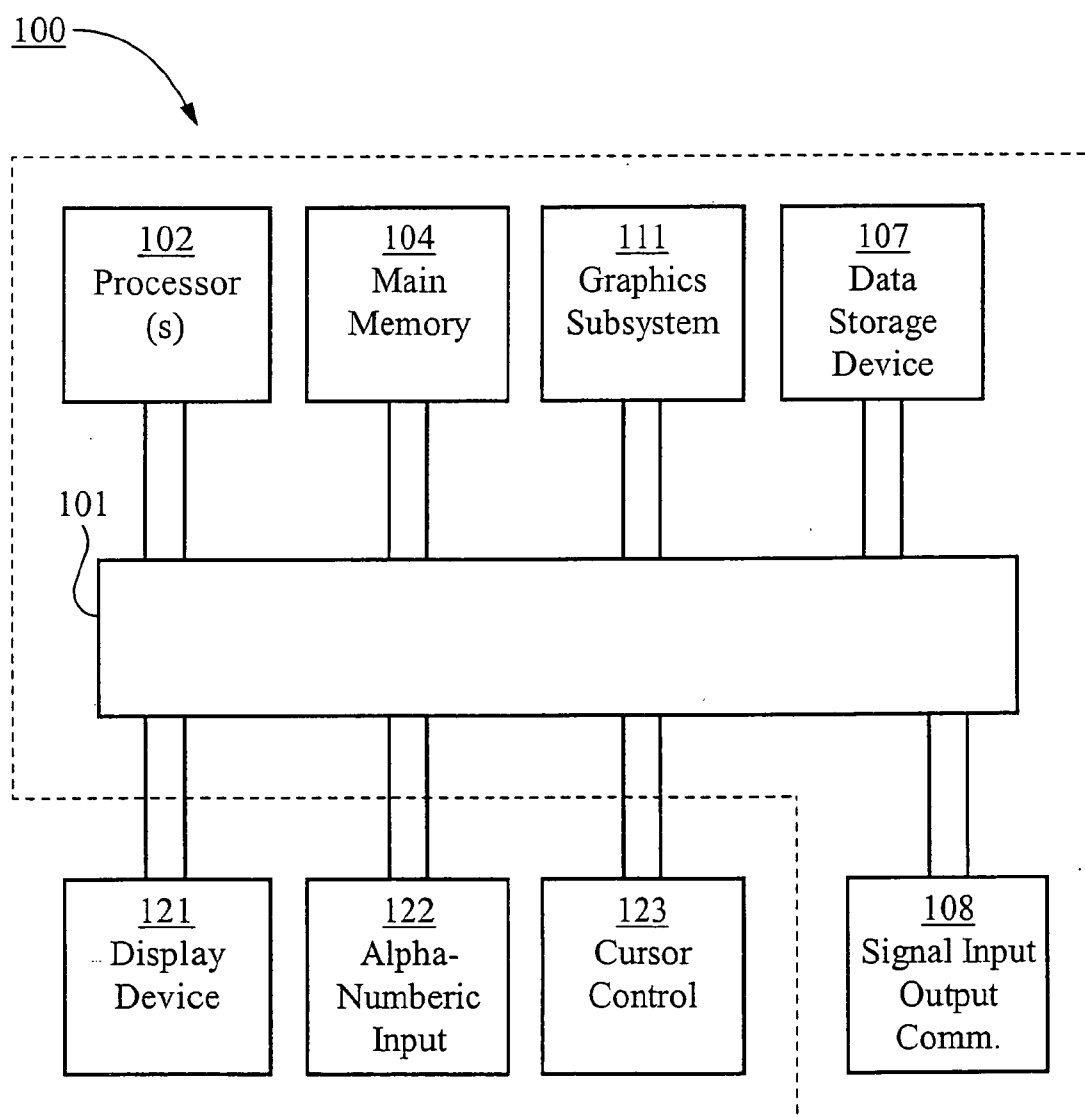 100
102
Processor
(s)
104
Main
Memory
111
Graphics
Subsystem
107
Data
Storage
Device
101
121
Display
Device
122
Alpha-
Numberic
Input
123
Cursor
Control
108
Signal Input
Output
Comm.